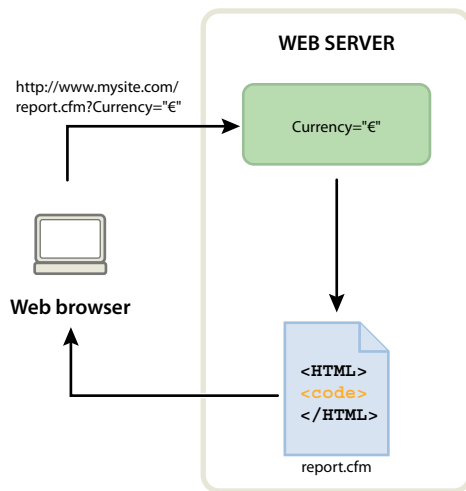 WEB SERVER
http://www.mysite.com/
report.cfm?Currency="€"
Currency="€"
Web browser
<HTML>
<code>
</HTML>
report.cfm